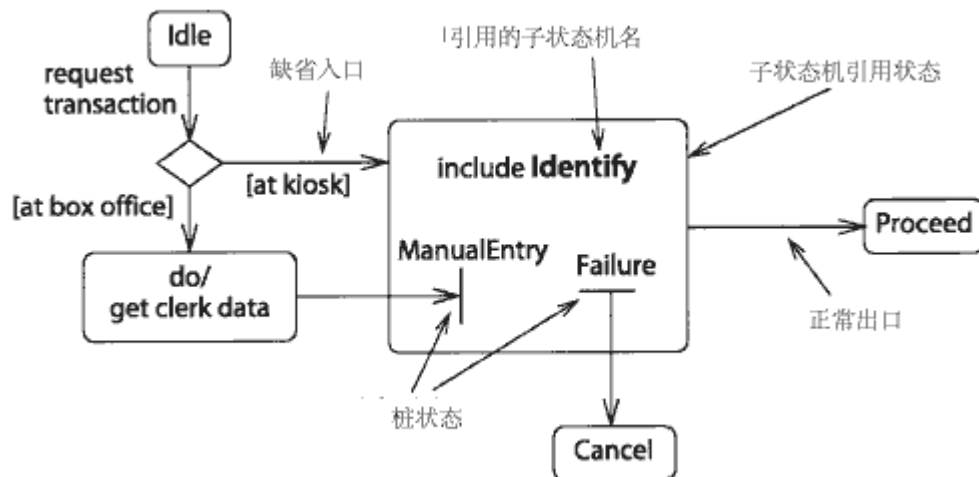 Idle
引用的子状态机名
缺省入口
子状态机引用状态
request
transaction
include Identify
[at kiosk]
[at box office]
Proceed
ManualEntry
Failure
do/
get clerk data
正常出口
桩状态
Cancel